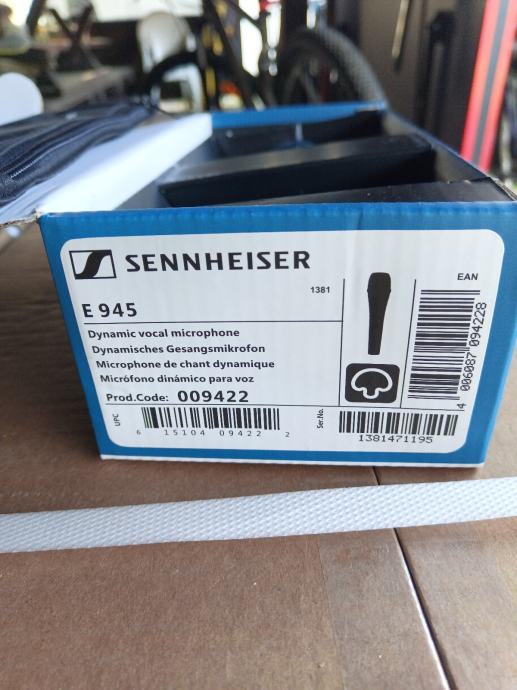 SENNHEISER
1381
E 945
Dynamic vocal microphone
Dynamisches Gesangsmikrofon
Microphone de chant dynamique
Micrófono dinámico para voz
Prod.Code: 009422
UPC
6 15104 09422 2
Ser.No.
1381471195
EAN
4 006087 094228